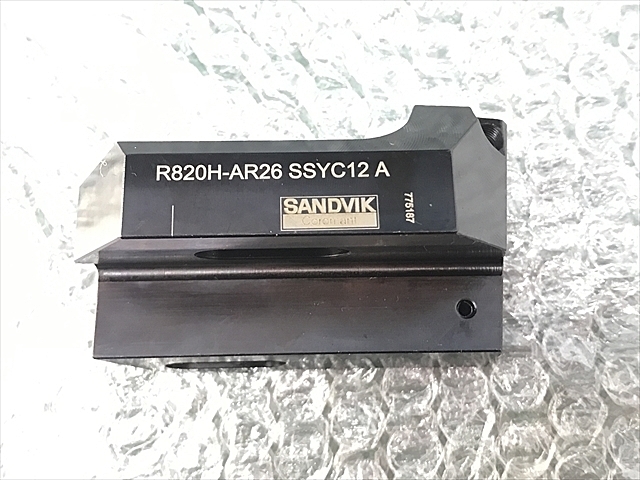 R820H-AR26 SSYC12 A
SANDVIK
Coromant
776187